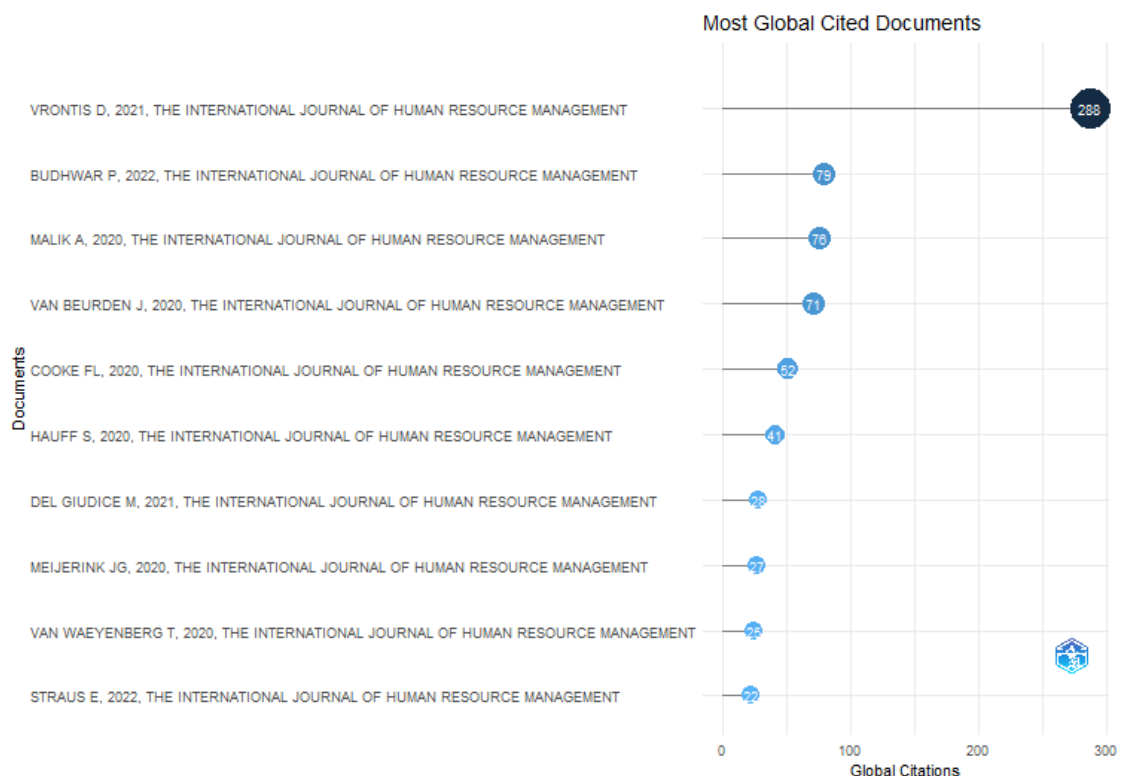 Most Global Cited Documents
VRONTIS D, 2021, THE INTERNATIONAL JOURNAL OF HUMAN RESOURCE MANAGEMENT
288
BUDHWAR P, 2022, THE INTERNATIONAL JOURNAL OF HUMAN RESOURCE MANAGEMENT
79
MALIK A, 2020, THE INTERNATIONAL JOURNAL OF HUMAN RESOURCE MANAGEMENT
76
VAN BEURDEN J, 2020, THE INTERNATIONAL JOURNAL OF HUMAN RESOURCE MANAGEMENT
71
Documents
COOKE FL, 2020, THE INTERNATIONAL JOURNAL OF HUMAN RESOURCE MANAGEMENT
52
HAUFF S, 2020, THE INTERNATIONAL JOURNAL OF HUMAN RESOURCE MANAGEMENT
41
DEL GIUDICE M, 2021, THE INTERNATIONAL JOURNAL OF HUMAN RESOURCE MANAGEMENT
28
MEIJERINK JG, 2020, THE INTERNATIONAL JOURNAL OF HUMAN RESOURCE MANAGEMENT
27
VAN WAEYENBERG T, 2020, THE INTERNATIONAL JOURNAL OF HUMAN RESOURCE MANAGEMENT
25
STRAUS E, 2022, THE INTERNATIONAL JOURNAL OF HUMAN RESOURCE MANAGEMENT
22
0 100 200 300
Global Citations